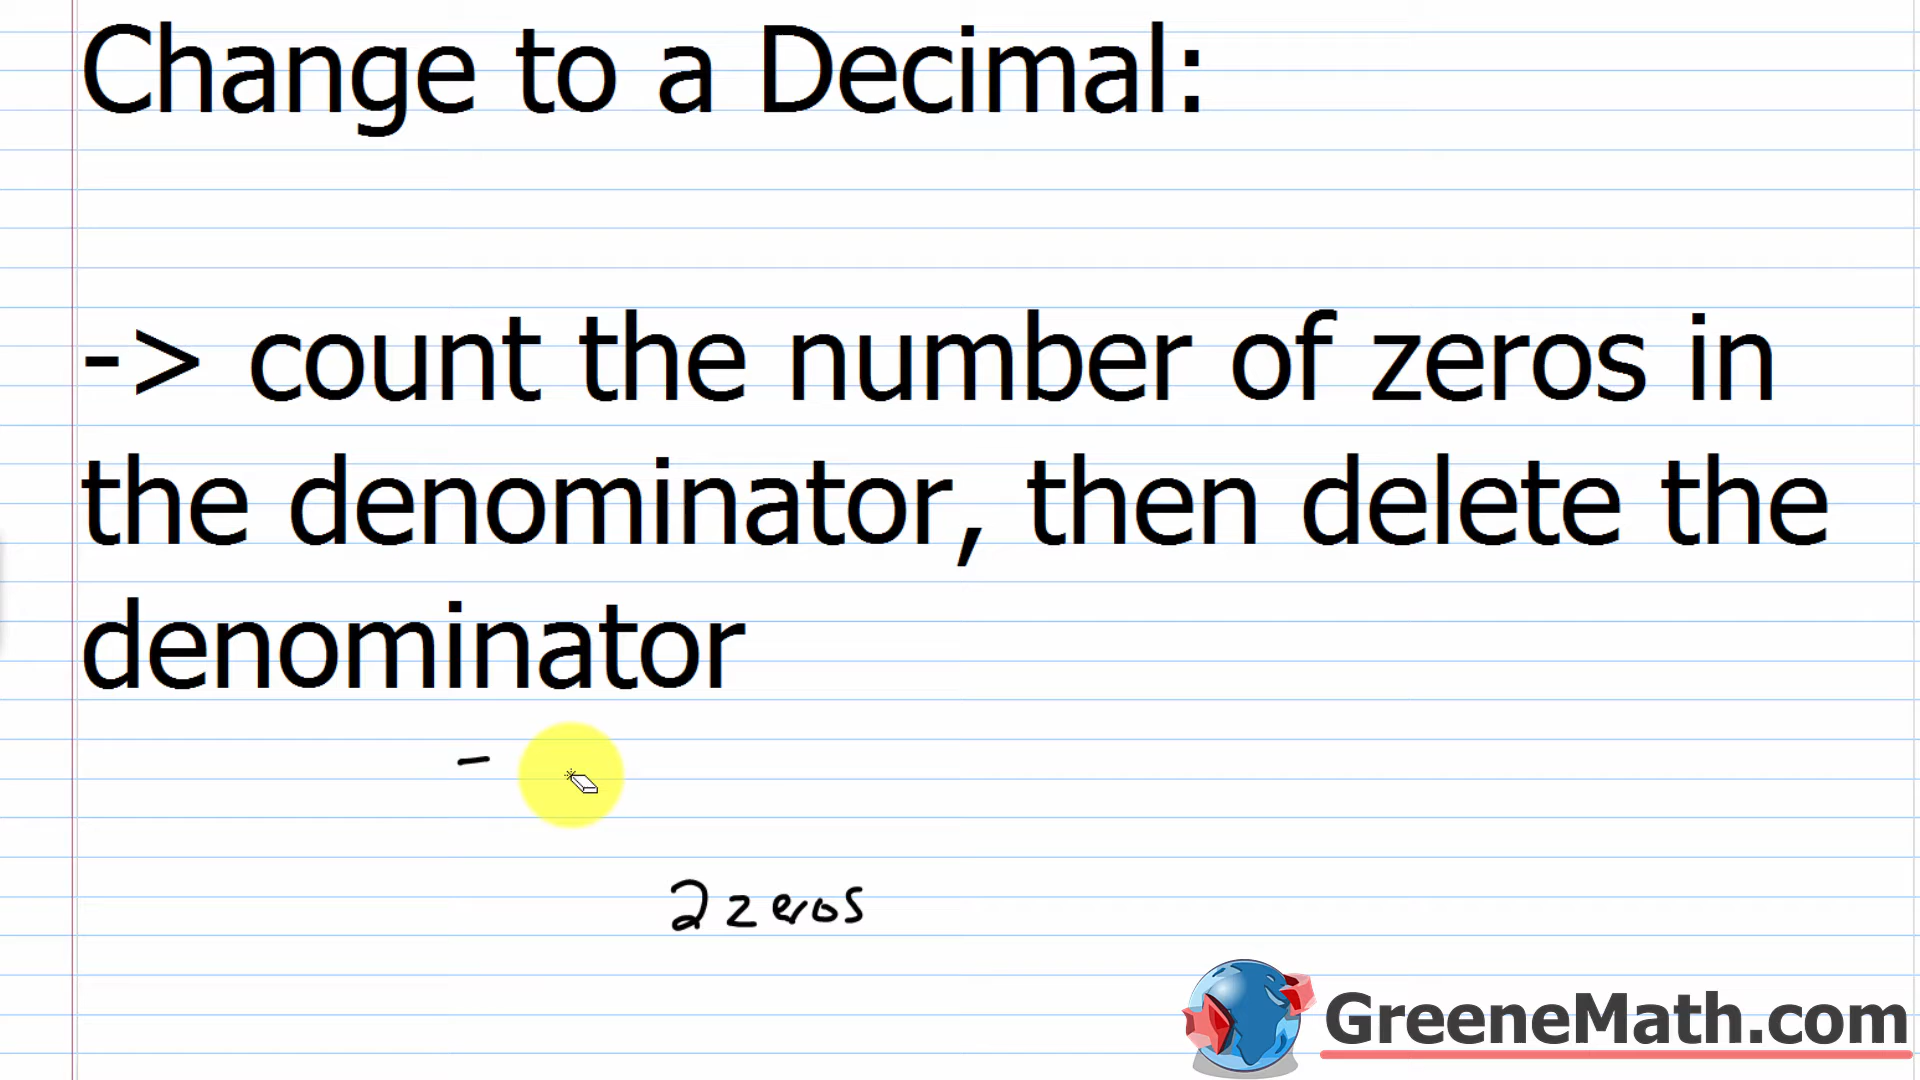 Change to a Decimal:
-> count the number of zeros in
the denominator, then delete the
denominator
-
2 zeros
GreeneMath.com